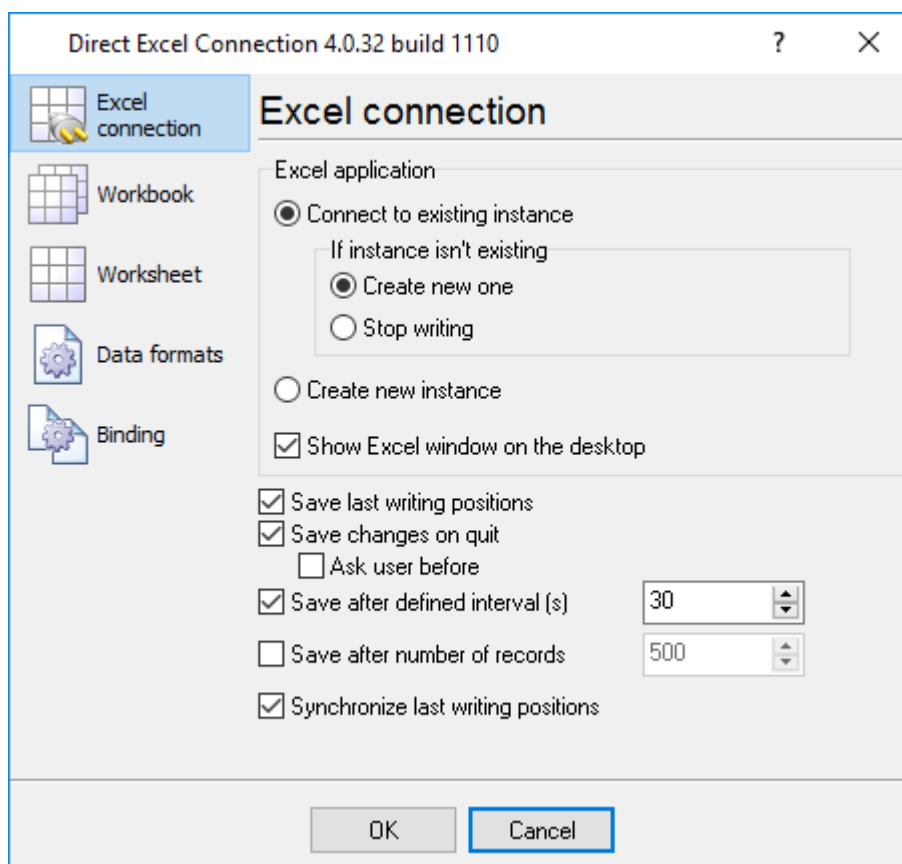 Direct Excel Connection 4.0.32 build 1110
?
Excel
connection
Workbook
Worksheet
Data formats
Binding
Excel connection
Excel application
Connect to existing instance
If instance isn't existing
Create new one
Stop writing
Create new instance
Show Excel window on the desktop
Save last writing positions
Save changes on quit
Ask user before
Save after defined interval (s) 30
Save after number of records 500
Synchronize last writing positions
OK Cancel